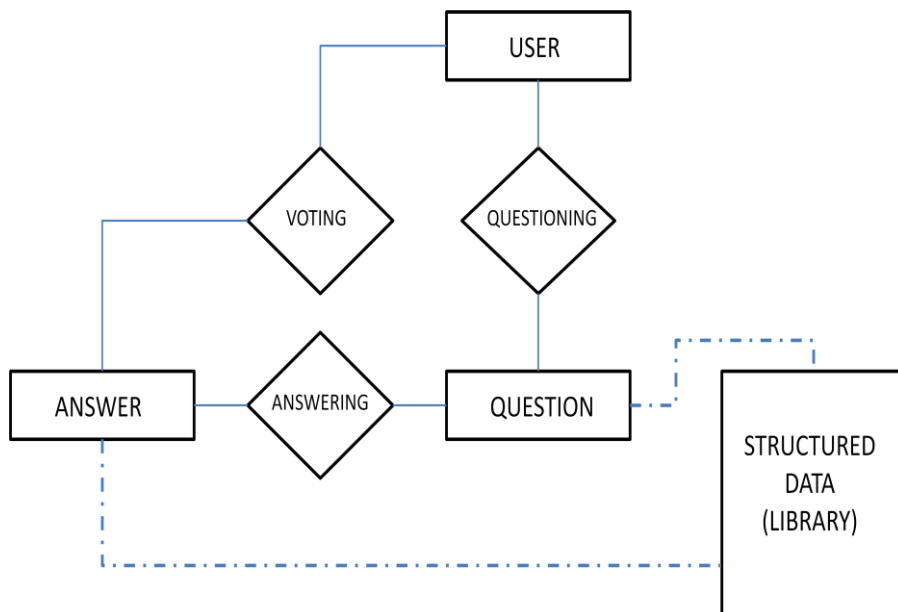 USER
VOTING
QUESTIONING
ANSWER
ANSWERING
QUESTION
STRUCTURED
DATA
(LIBRARY)